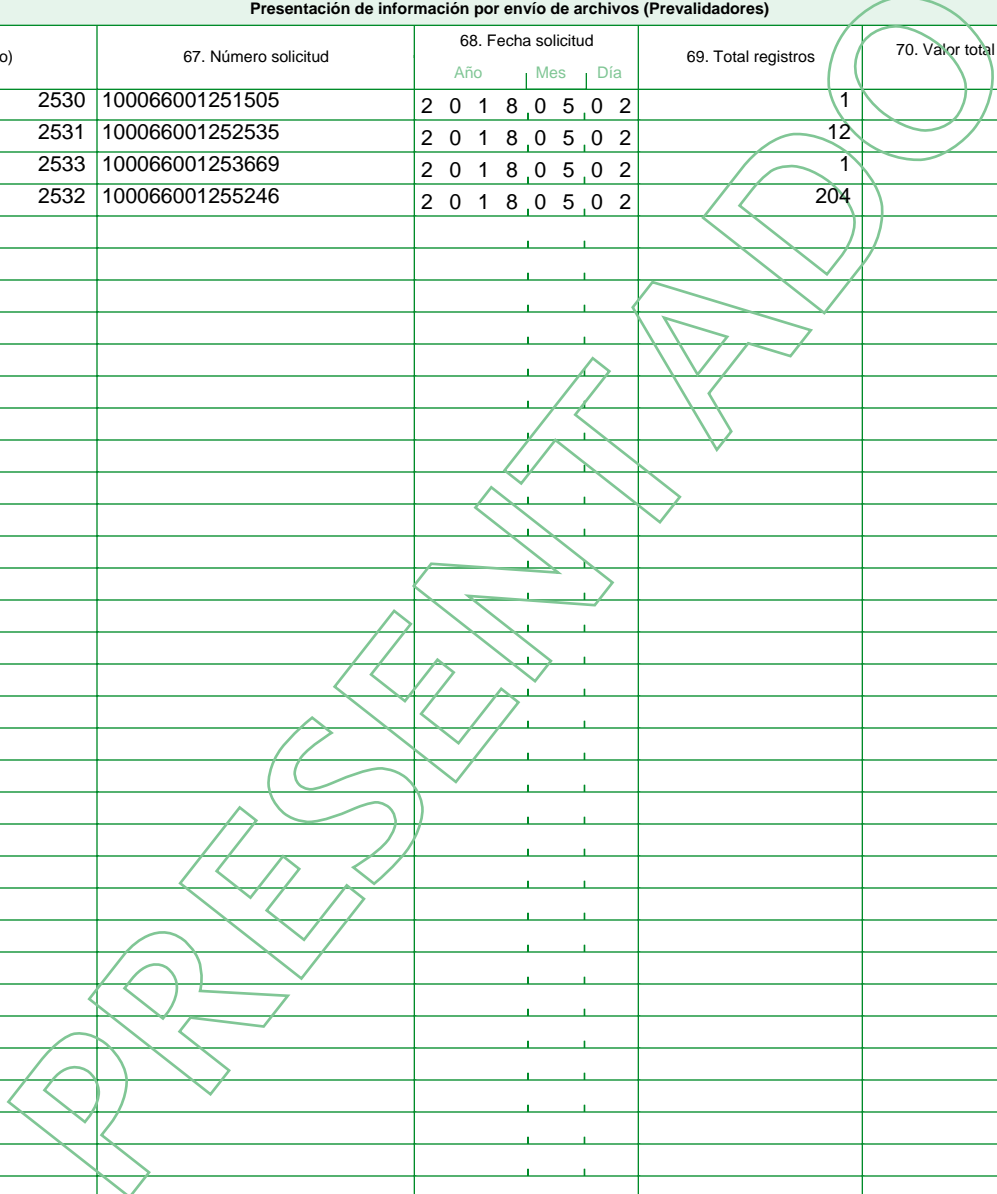 Presentación de información por envío de archivos (Prevalidadores)
o) 67. Número solicitud 68. Fecha solicitud 69. Total registros 70. Valor total
Año Mes Día
2530 100066001251505 2 0 1 8 0 5 0 2 1
2531 100066001252535 2 0 1 8 0 5 0 2 12
2533 100066001253669 2 0 1 8 0 5 0 2 1
2532 100066001255246 2 0 1 8 0 5 0 2 204
PRESENTADO